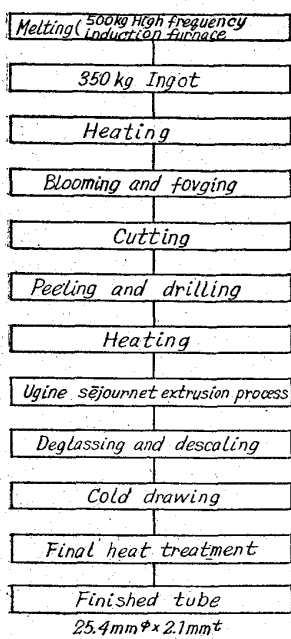 Melting( 500kg High frequency
induction furnace
350 kg Ingot
Heating
Blooming and fovging
Cutting
Peeling and drilling
Heating
Ugine sējournet extrusion process
Deglassing and descaling
Cold drawing
Final heat treatment
Finished tube
25.4mmφ × 2.1mmt